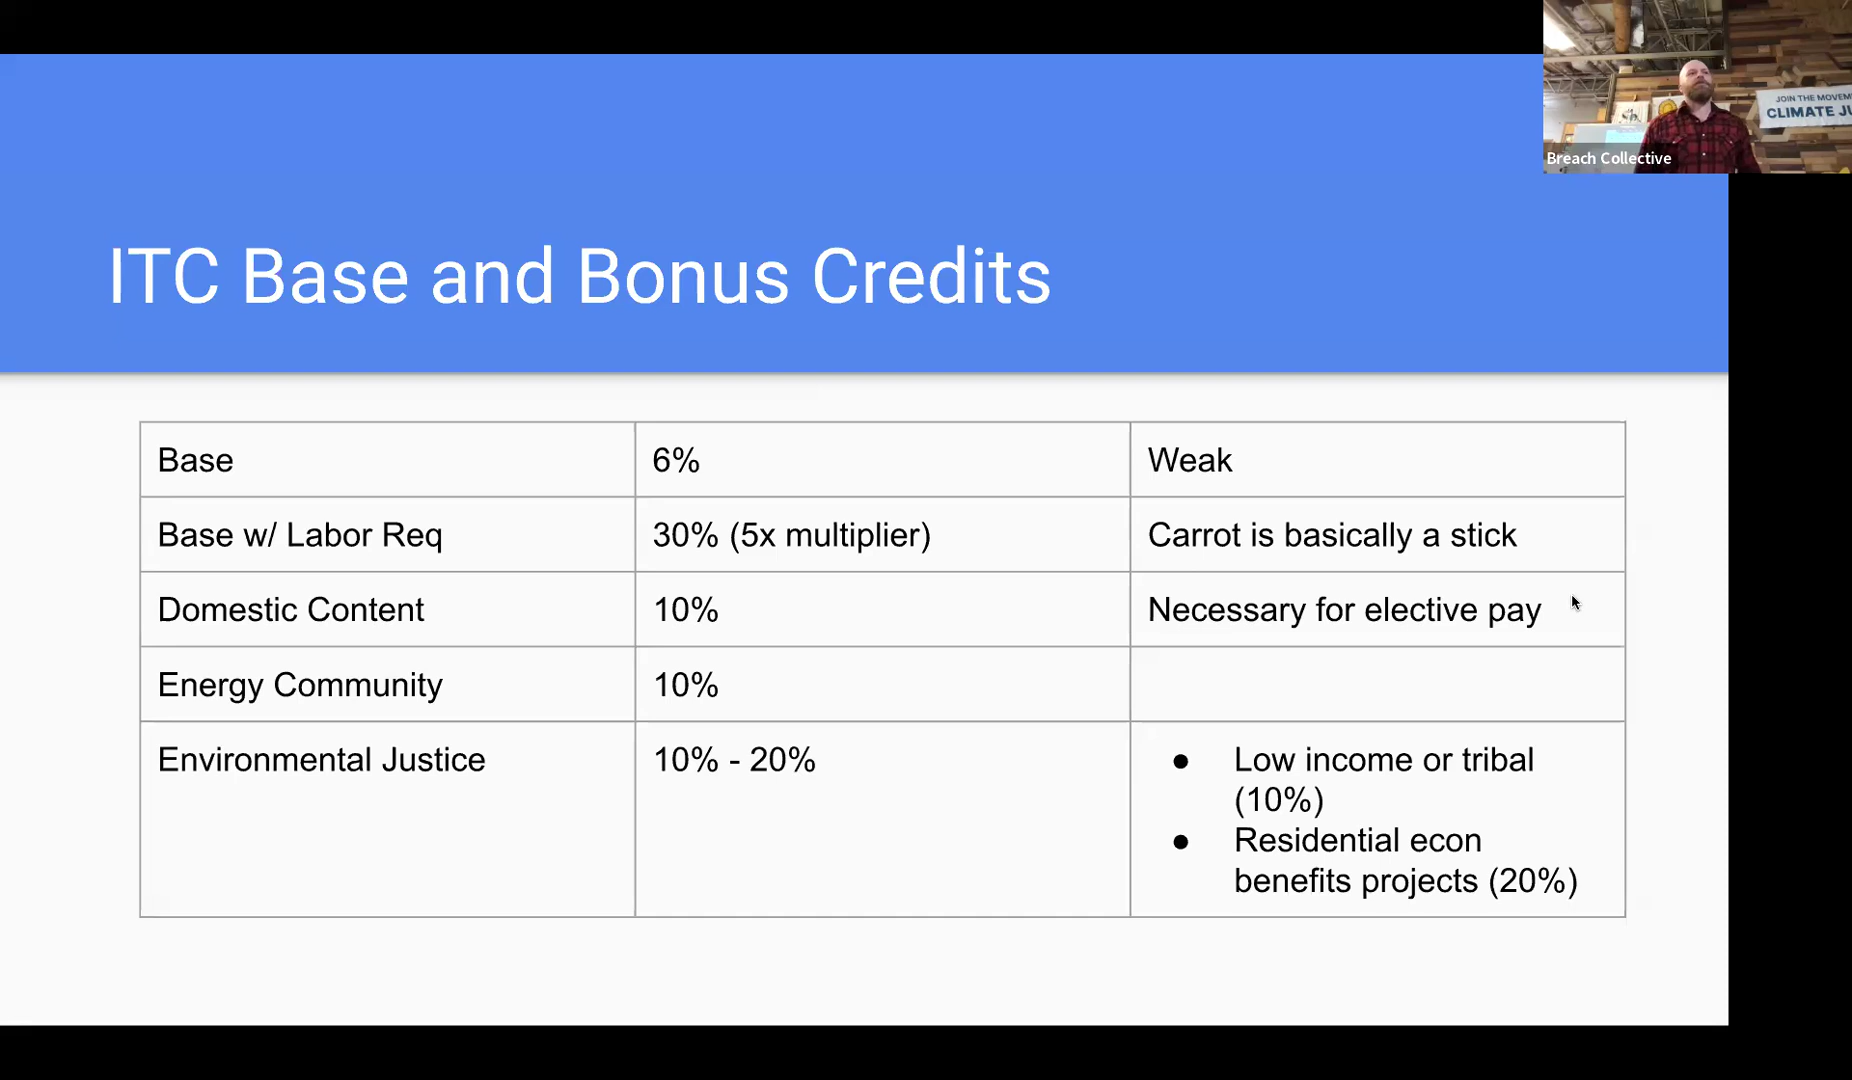 JOIN THE
CLIMATE
Breach Collective
ITC Base and Bonus Credits
Base 6% Weak
Base w/ Labor Req 30% (5x multiplier) Carrot is basically a stick
Domestic Content 10% Necessary for elective pay
Energy Community 10%
Environmental Justice 10% - 20% ● Low income or tribal
(10%)
● Residential econ
benefits projects (20%)